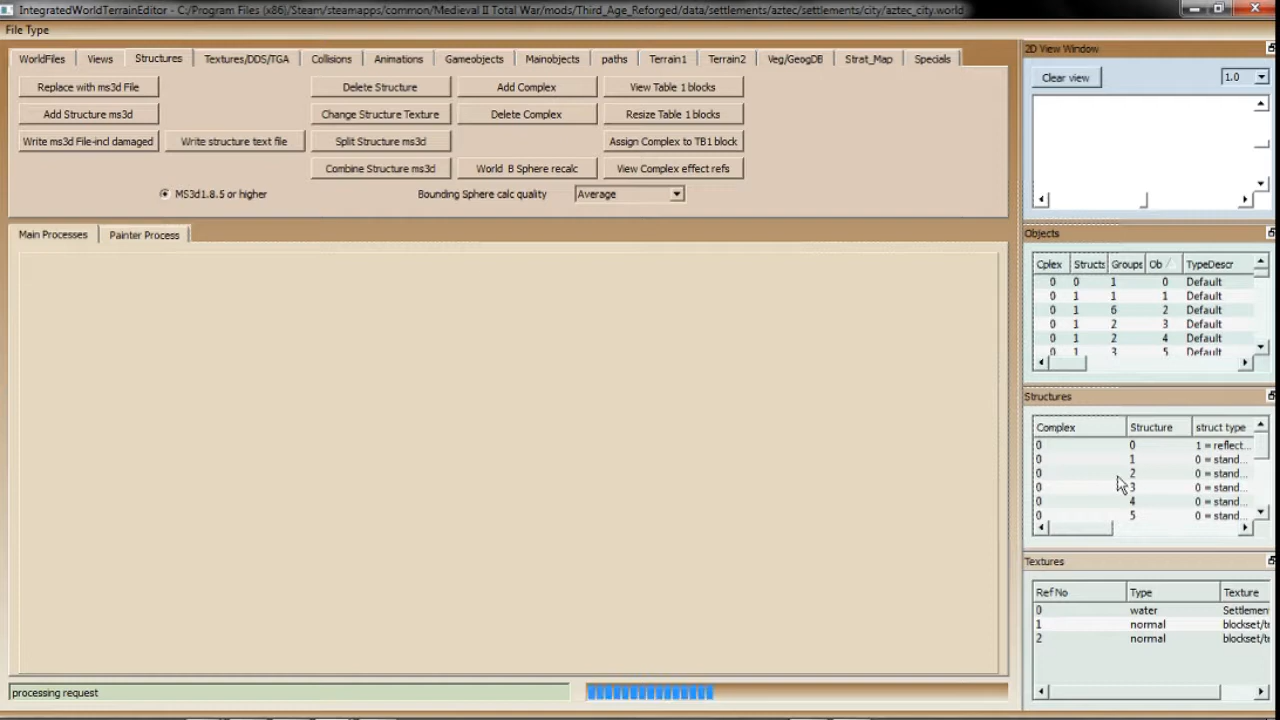 IntegratedWorldTerrainEditor - C:/Program Files (x86)/Steam/steamapps/common/Medieval II Total War/mods/Third_Age_Reforged/data/settlements/aztec/settlements/city/aztec_city.world
File Type
WorldFiles Views Structures Textures/DDS/TGA Collisions Animations Gameobjects Mainobjects paths Terrain1 Terrain2 Veg/GeogDB Strat_Map Specials
Replace with ms3d File Delete Structure Add Complex View Table 1 blocks
Add Structure ms3d Change Structure Texture Delete Complex Resize Table 1 blocks
Write ms3d File-incl damaged Write structure text file Split Structure ms3d Assign Complex to TB1 block
Combine Structure ms3d World B Sphere recalc View Complex effect refs
MS3d1.8.5 or higher Bounding Sphere calc quality Average
Main Processes Painter Process
processing request
2D View Window
Clear view 1.0
Objects
Cplex Structs Groups Ob TypeDescr
0 0 1 0 Default
0 1 1 1 Default
0 1 6 2 Default
0 1 2 3 Default
0 1 2 4 Default
0 1 3 5 Default
Structures
Complex Structure struct type
0 0 1 = reflect...
0 1 0 = stand...
0 2 0 = stand...
0 3 0 = stand...
0 4 0 = stand...
0 5 0 = stand...
Textures
Ref No Type Texture
0 water Settlemen
1 normal blockset/t
2 normal blockset/t